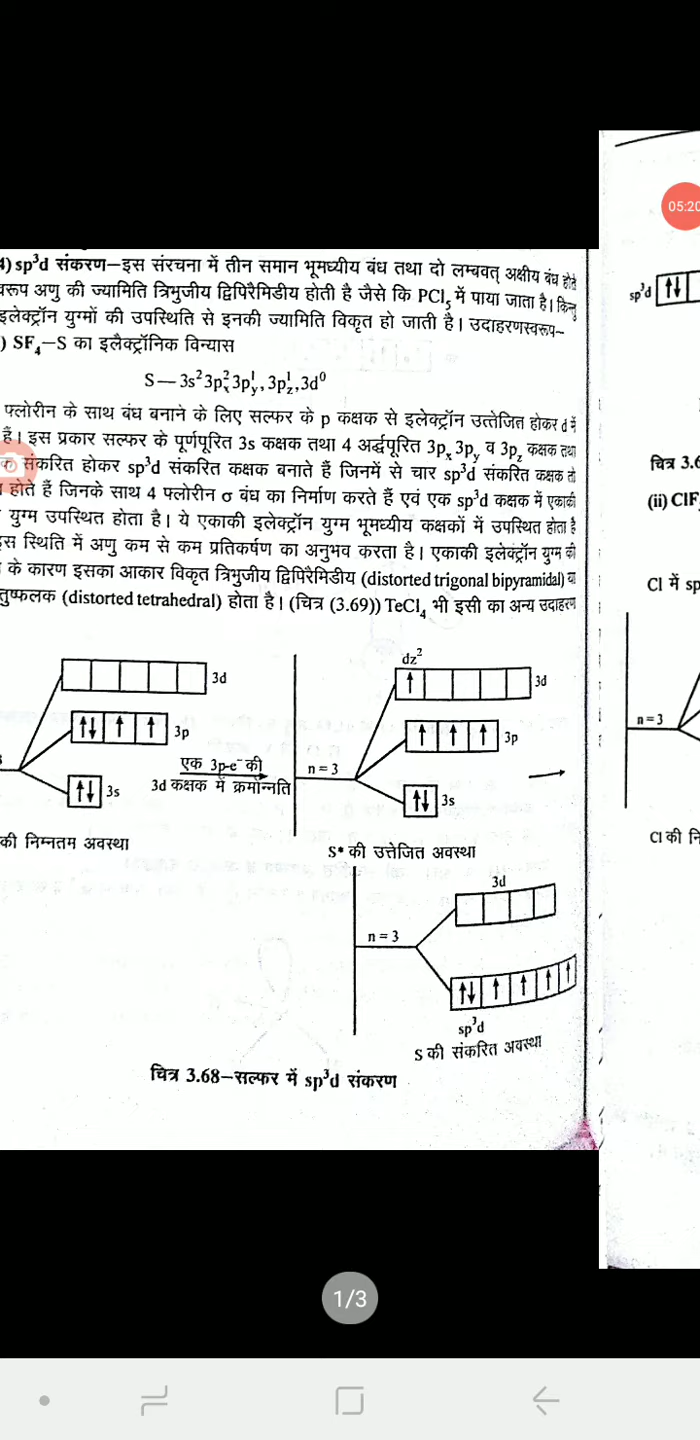 4) sp³d संकरण–इस संरचना में तीन समान भूमध्यीय बंध तथा दो लम्बवत् अक्षीय बंध होते
वरूप अणु की ज्यामिति त्रिभुजीय द्विपिरैमिडीय होती है जैसे कि PCl₅ में पाया जाता है। किन्तु
इलेक्ट्रॉन युग्मों की उपस्थिति से इनकी ज्यामिति विकृत हो जाती है। उदाहरणस्वरूप–
) SF₄–S का इलैक्ट्रॉनिक विन्यास
S—3s²3pₓ²3pᵧ¹, 3p_z¹, 3d⁰
फ्लोरीन के साथ बंध बनाने के लिए सल्फर के p कक्षक से इलेक्ट्रॉन उत्तेजित होकर d में
हैं। इस प्रकार सल्फर के पूर्णपूरित 3s कक्षक तथा 4 अर्द्धपूरित 3pₓ 3pᵧ व 3p_z कक्षक तथा
क संकरित होकर sp³d संकरित कक्षक बनाते हैं जिनमें से चार sp³d संकरित कक्षक तो
होते हैं जिनके साथ 4 फ्लोरीन σ बंध का निर्माण करते हैं एवं एक sp³d कक्षक में एकाकी
युग्म उपस्थित होता है। ये एकाकी इलेक्ट्रॉन युग्म भूमध्यीय कक्षकों में उपस्थित होता है
इस स्थिति में अणु कम से कम प्रतिकर्षण का अनुभव करता है। एकाकी इलेक्ट्रॉन युग्म की
के कारण इसका आकार विकृत त्रिभुजीय द्विपिरैमिडीय (distorted trigonal bipyramidal) या
तुष्फलक (distorted tetrahedral) होता है। (चित्र (3.69)) TeCl₄ भी इसी का अन्य उदाहरण
3d
3p
3s
की निम्नतम अवस्था
एक 3p-e⁻ की
3d कक्षक में क्रमोन्नति
dz²
3d
3p
n = 3
3s
S* की उत्तेजित अवस्था
3d
n = 3
sp³d
S की संकरित अवस्था
चित्र 3.68–सल्फर में sp³d संकरण
05:20
sp³d
चित्र 3.6
(ii) ClF
Cl में sp
n = 3
Cl की नि
1/3